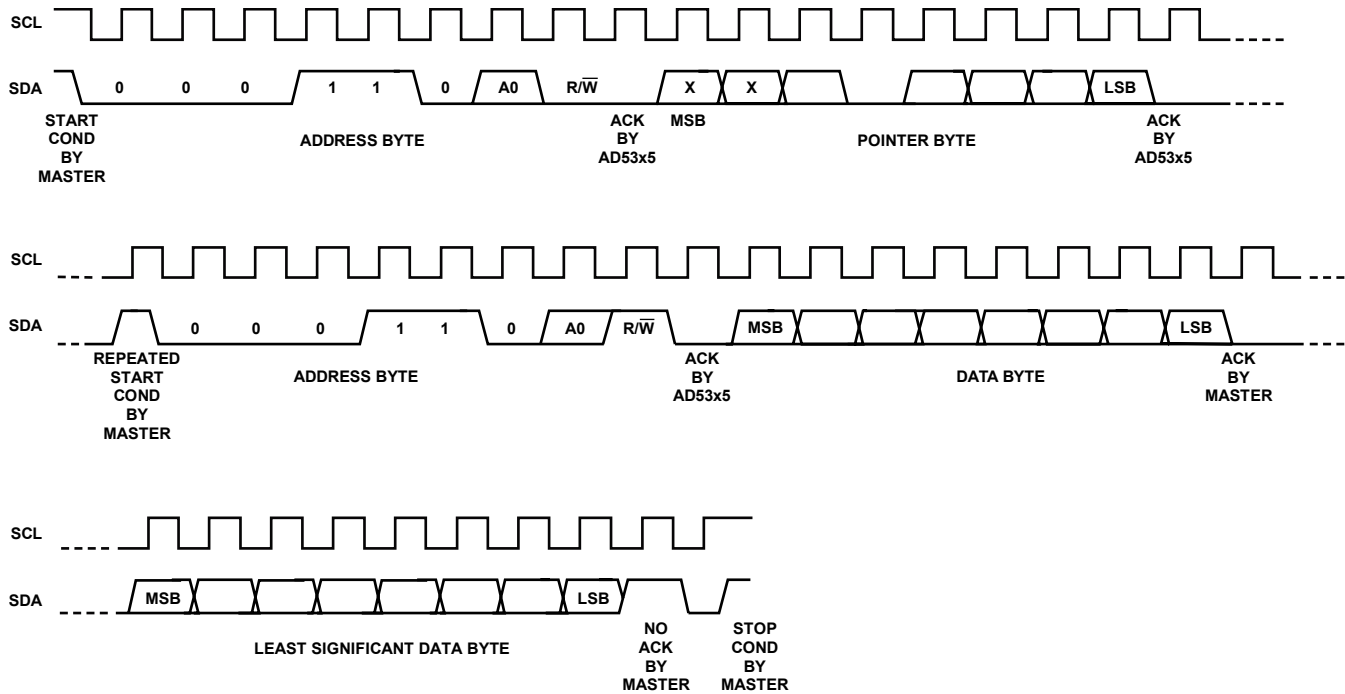 SCL
SDA 0 0 0 1 1 0 A0 R/W̅ X X LSB
START COND BY MASTER
ADDRESS BYTE
ACK BY AD53x5
MSB
POINTER BYTE
ACK BY AD53x5
SCL
SDA 0 0 0 1 1 0 A0 R/W̅ MSB LSB
REPEATED START COND BY MASTER
ADDRESS BYTE
ACK BY AD53x5
DATA BYTE
ACK BY MASTER
SCL
SDA MSB LSB
LEAST SIGNIFICANT DATA BYTE
NO ACK BY MASTER
STOP COND BY MASTER